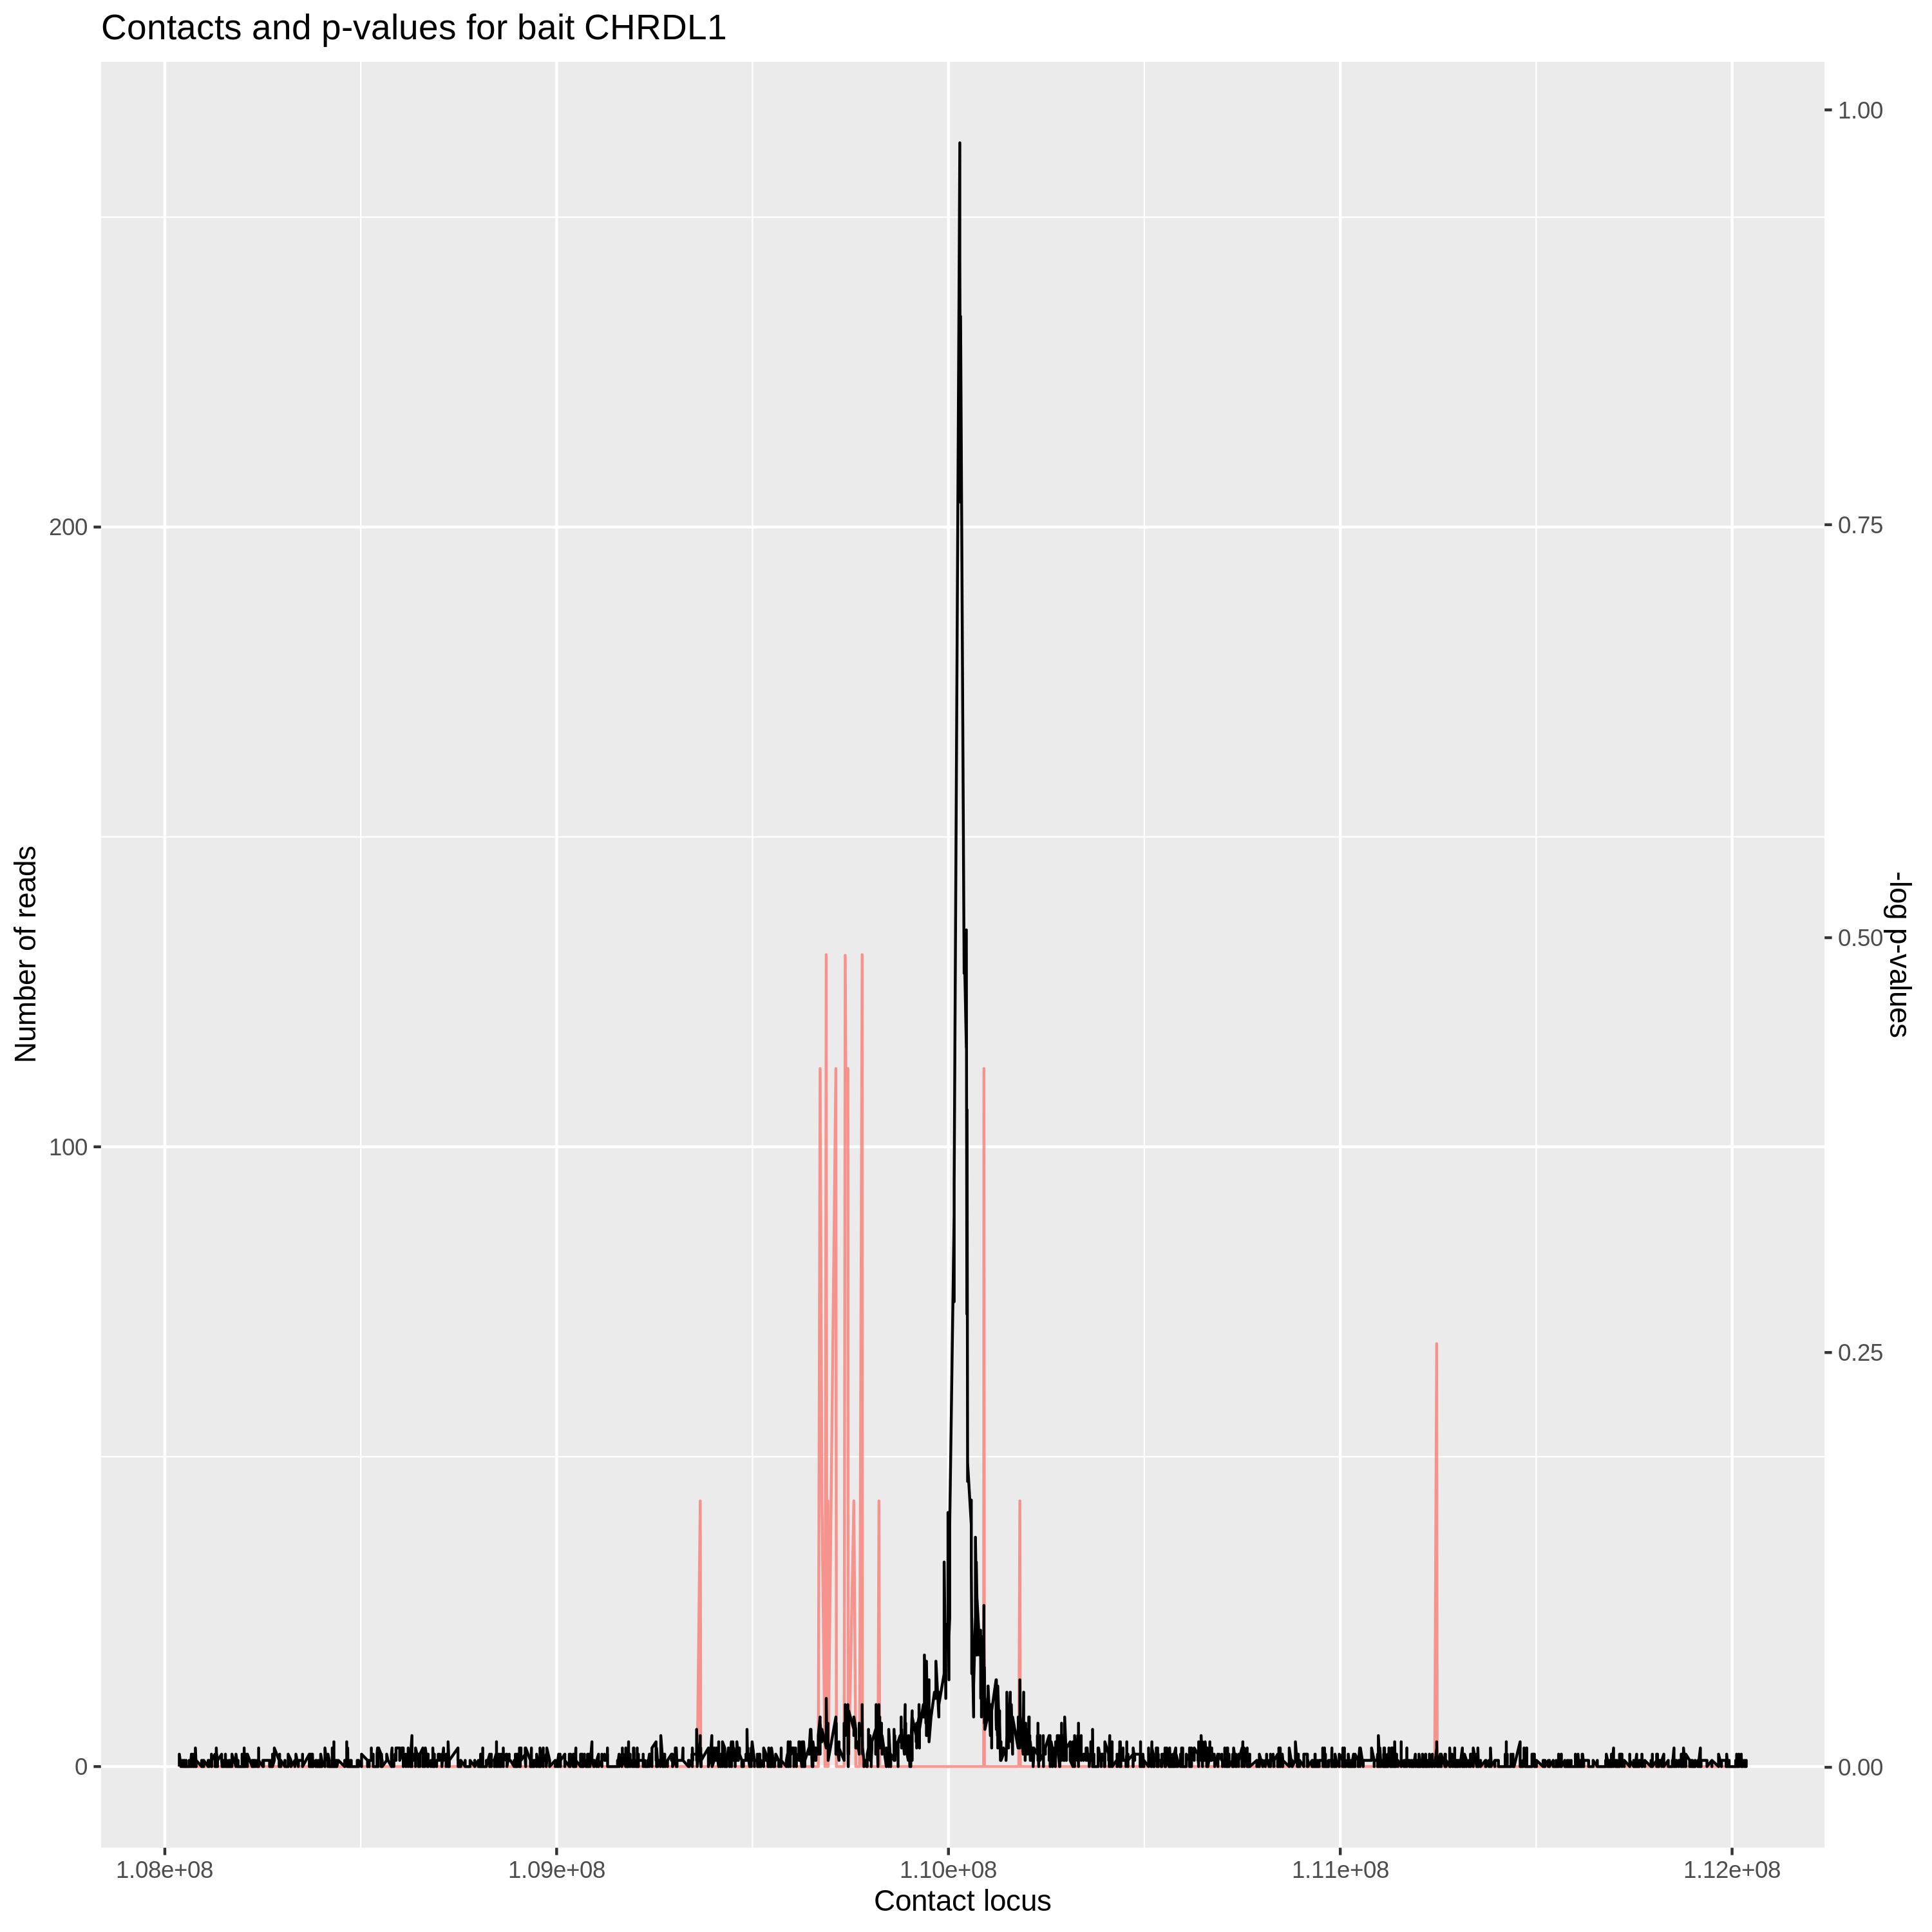 Contacts and p-values for bait CHRDL1
Number of reads
200
100
0
1.00
0.75
0.50
0.25
0.00
-log p-values
1.08e+08
1.09e+08
1.10e+08
1.11e+08
1.12e+08
Contact locus